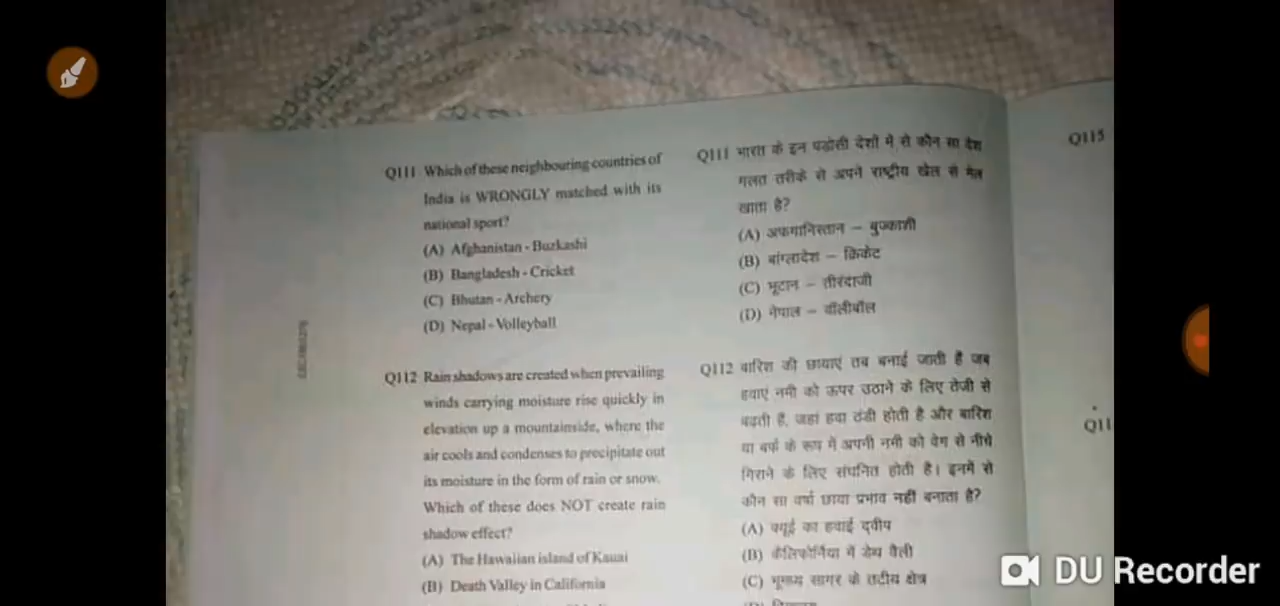 Q111 Which of these neighbouring countries of
India is WRONGLY matched with its
national sport?
(A) Afghanistan - Buzkashi
(B) Bangladesh - Cricket
(C) Bhutan - Archery
(D) Nepal - Volleyball
Q112 Rain shadows are created when prevailing
winds carrying moisture rise quickly in
elevation up a mountainside, where the
air cools and condenses to precipitate out
its moisture in the form of rain or snow.
Which of these does NOT create rain
shadow effect?
(A) The Hawaiian island of Kauai
(B) Death Valley in California
Q111 भारत के इन पड़ोसी देशों में से कौन सा देश
गलत तरीके से अपने राष्ट्रीय खेल से मेल
खाता है?
(A) अफगानिस्तान – बुज्काशी
(B) बांग्लादेश – क्रिकेट
(C) भूटान – तीरंदाजी
(D) नेपाल – वॉलीबॉल
Q112 बारिश की छायाएं तब बनाई जाती हैं जब
हवाएं नमी को ऊपर उठाने के लिए तेजी से
बढ़ती हैं, जहां हवा ठंडी होती है और बारिश
या बर्फ के रूप में अपनी नमी को वेग से नीचे
गिराने के लिए संघनित होती है। इनमें से
कौन सा वर्षा छाया प्रभाव नहीं बनाता है?
(A) क्यूई का हवाई द्वीप
(B) कैलिफोर्निया में डेथ वैली
(C) भूमध्य सागर के तटीय क्षेत्र
Q115
Q11
DU Recorder